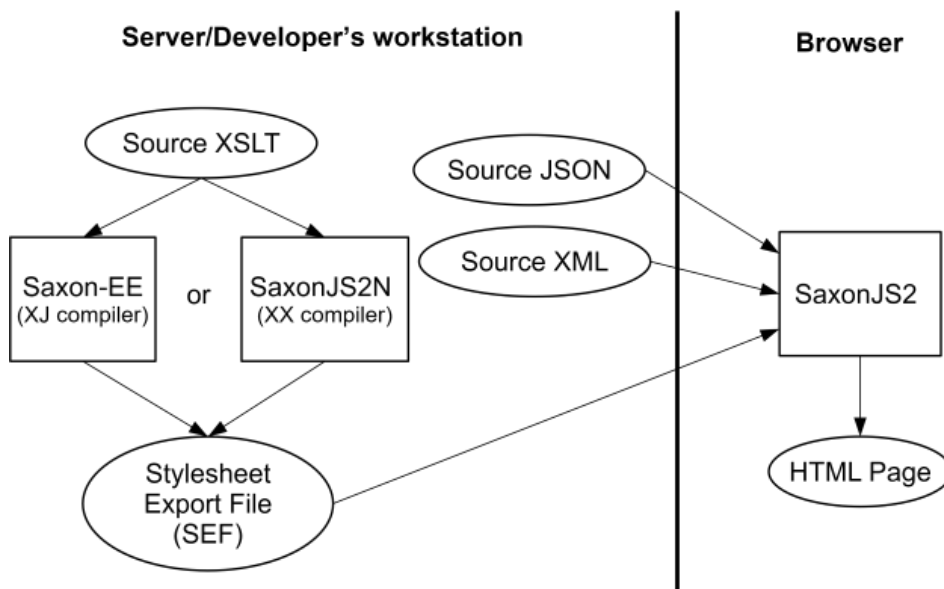 Server/Developer's workstation
Browser
Source XSLT
Source JSON
Source XML
Saxon-EE
(XJ compiler)
or
SaxonJS2N
(XX compiler)
SaxonJS2
Stylesheet
Export File
(SEF)
HTML Page